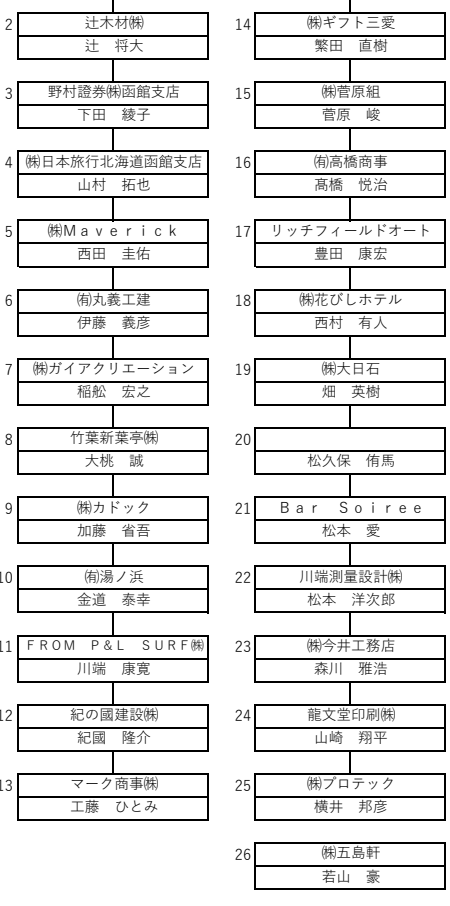 2
辻木材㈱
辻　将大
3
野村證券㈱函館支店
下田　綾子
4
㈱日本旅行北海道函館支店
山村　拓也
5
㈱Ｍａｖｅｒｉｃｋ
西田　圭佑
6
㈲丸義工建
伊藤　義彦
7
㈱ガイアクリエーション
稲舩　宏之
8
竹葉新葉亭㈱
大桃　誠
9
㈱カドック
加藤　省吾
10
㈲湯ノ浜
金道　泰幸
11
ＦＲＯＭ　Ｐ&Ｌ　ＳＵＲＦ㈱
川端　康寛
12
紀の國建設㈱
紀國　隆介
13
マーク商事㈱
工藤　ひとみ
14
㈱ギフト三愛
繁田　直樹
15
㈱菅原組
菅原　峻
16
㈲高橋商事
髙橋　悦治
17
リッチフィールドオート
豊田　康宏
18
㈱花びしホテル
西村　有人
19
㈱大日石
畑　英樹
20
松久保　侑馬
21
Ｂａｒ　Ｓｏｉｒｅｅ
松本　愛
22
川端測量設計㈱
松本　洋次郎
23
㈱今井工務店
森川　雅浩
24
龍文堂印刷㈱
山崎　翔平
25
㈱プロテック
横井　邦彦
26
㈱五島軒
若山　豪